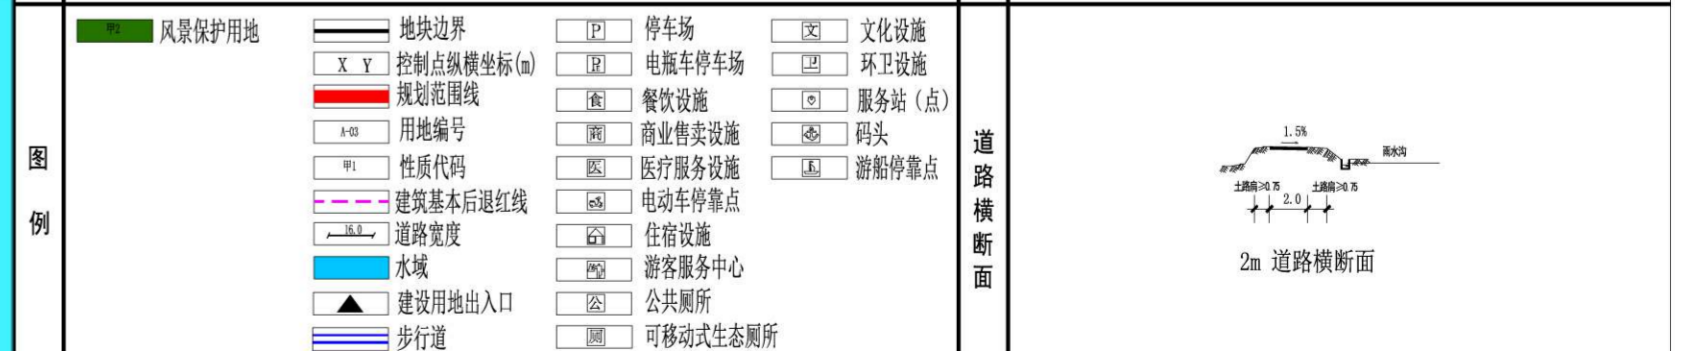 图例
甲2 风景保护用地
地块边界
X Y 控制点纵横坐标(m)
规划范围线
A-03 用地编号
甲1 性质代码
建筑基本后退红线
16.0 道路宽度
水域
建设用地出入口
步行道
P 停车场
电瓶车停车场
食 餐饮设施
商 商业售卖设施
医 医疗服务设施
电动车停靠点
住宿设施
游客服务中心
公 公共厕所
厕 可移动式生态厕所
文 文化设施
卫 环卫设施
服务站（点）
码头
游船停靠点
道路横断面
1.5%
雨水沟
土路肩≥0.75 土路肩≥0.75
2.0
2m 道路横断面